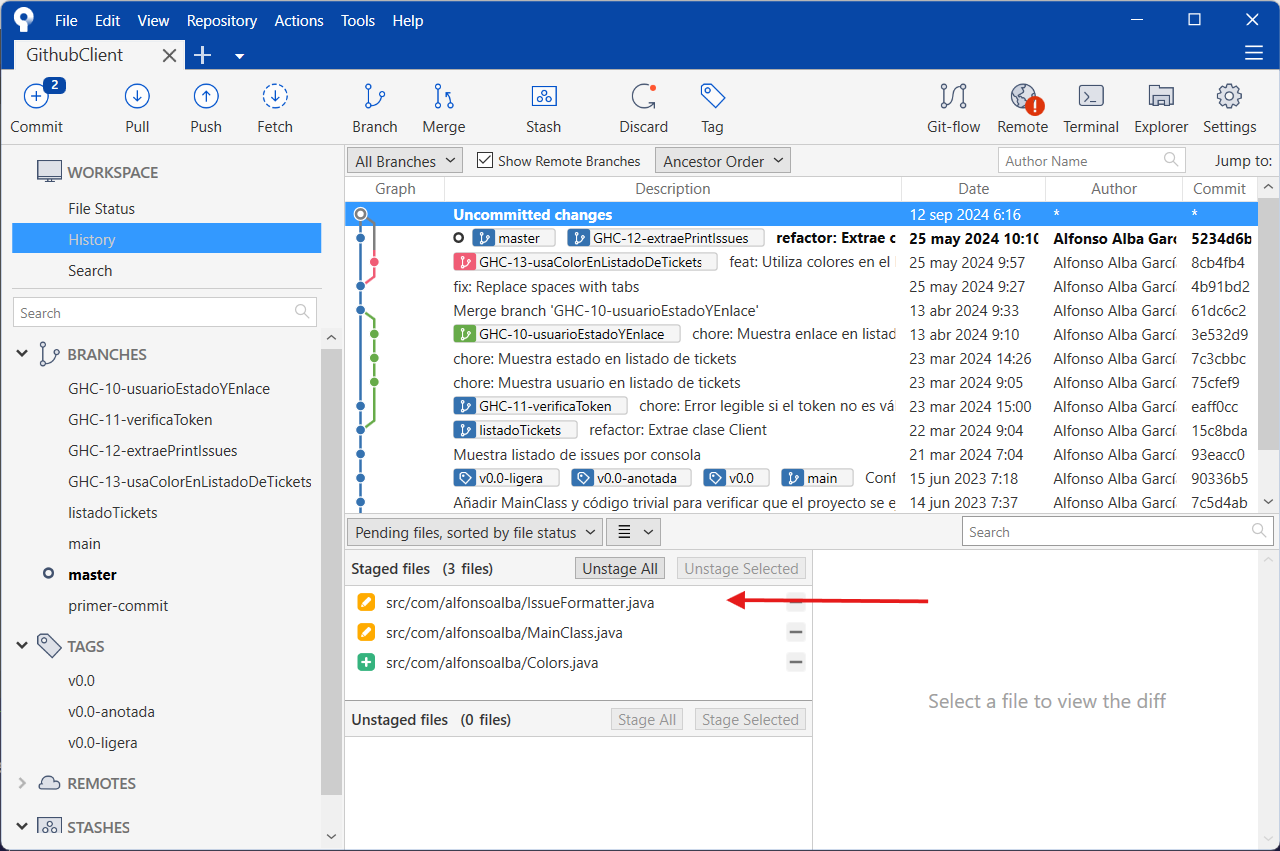 File Edit View Repository Actions Tools Help
GithubClient
2
Commit Pull Push Fetch Branch Merge Stash Discard Tag Git-flow Remote Terminal Explorer Settings
WORKSPACE
File Status
History
Search
Search
BRANCHES
GHC-10-usuarioEstadoYEnlace
GHC-11-verificaToken
GHC-12-extraePrintIssues
GHC-13-usaColorEnListadoDeTickets
listadoTickets
main
master
primer-commit
TAGS
v0.0
v0.0-anotada
v0.0-ligera
REMOTES
STASHES
All Branches Show Remote Branches Ancestor Order Author Name Jump to:
Graph Description Date Author Commit
Uncommitted changes 12 sep 2024 6:16 * *
master GHC-12-extraePrintIssues refactor: Extrae c 25 may 2024 10:10 Alfonso Alba Garc 5234d6b
GHC-13-usaColorEnListadoDeTickets feat: Utiliza colores en el 25 may 2024 9:57 Alfonso Alba Garcí 8cb4fb4
fix: Replace spaces with tabs 25 may 2024 9:27 Alfonso Alba Garcí 4b91bd2
Merge branch 'GHC-10-usuarioEstadoYEnlace' 13 abr 2024 9:33 Alfonso Alba Garcí 61dc6c2
GHC-10-usuarioEstadoYEnlace chore: Muestra enlace en listad 13 abr 2024 9:10 Alfonso Alba Garcí 3e532d9
chore: Muestra estado en listado de tickets 23 mar 2024 14:26 Alfonso Alba Garcí 7c3cbbc
chore: Muestra usuario en listado de tickets 23 mar 2024 9:05 Alfonso Alba Garcí 75cfef9
GHC-11-verificaToken chore: Error legible si el token no es vá 23 mar 2024 15:00 Alfonso Alba Garcí eaff0cc
listadoTickets refactor: Extrae clase Client 22 mar 2024 9:04 Alfonso Alba Garcí 15c8bda
Muestra listado de issues por consola 21 mar 2024 7:04 Alfonso Alba Garcí 93eacc0
v0.0-ligera v0.0-anotada v0.0 main Conf 15 jun 2023 7:18 Alfonso Alba Garcí 90336b5
Añadir MainClass y código trivial para verificar que el proyecto se e 14 jun 2023 7:37 Alfonso Alba Garcí 7c5d4ab
Pending files, sorted by file status Search
Staged files (3 files) Unstage All Unstage Selected
src/com/alfonsoalba/IssueFormatter.java
src/com/alfonsoalba/MainClass.java
src/com/alfonsoalba/Colors.java
Unstaged files (0 files) Stage All Stage Selected
Select a file to view the diff